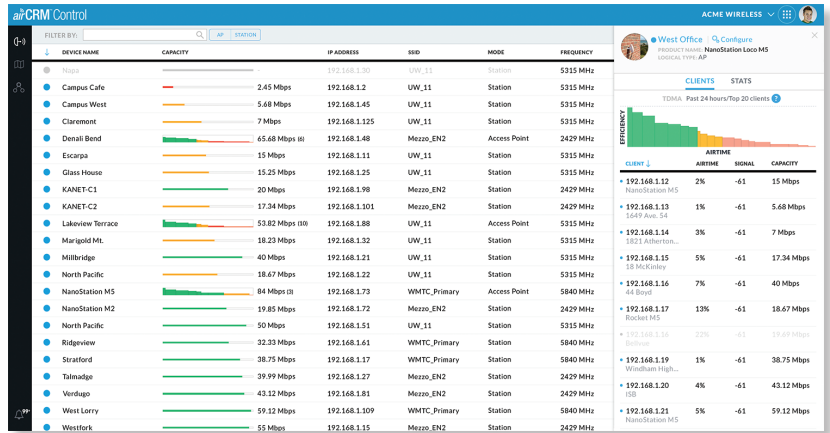 airCRM™Control
ACME WIRELESS
FILTER BY: AP STATION
DEVICE NAME CAPACITY IP ADDRESS SSID MODE FREQUENCY
Napa - 192.168.1.30 UW_11 Station 5315 MHz
Campus Cafe 2.45 Mbps 192.168.1.2 UW_11 Station 5315 MHz
Campus West 5.68 Mbps 192.168.1.45 UW_11 Station 5315 MHz
Claremont 7 Mbps 192.168.1.125 UW_11 Station 5315 MHz
Denali Bend 65.68 Mbps (6) 192.168.1.48 Mezzo_EN2 Access Point 2429 MHz
Escarpa 15 Mbps 192.168.1.11 UW_11 Station 5315 MHz
Glass House 15.25 Mbps 192.168.1.25 UW_11 Station 5315 MHz
KANET-C1 20 Mbps 192.168.1.98 Mezzo_EN2 Station 2429 MHz
KANET-C2 17.34 Mbps 192.168.1.101 Mezzo_EN2 Station 2429 MHz
Lakeview Terrace 53.82 Mbps (10) 192.168.1.88 UW_11 Access Point 5315 MHz
Marigold Mt. 18.23 Mbps 192.168.1.32 UW_11 Station 5315 MHz
Millbridge 40 Mbps 192.168.1.21 UW_11 Station 5315 MHz
North Pacific 18.67 Mbps 192.168.1.22 UW_11 Station 5315 MHz
NanoStation M5 84 Mbps (3) 192.168.1.73 WMTC_Primary Access Point 5840 MHz
NanoStation M2 19.85 Mbps 192.168.1.72 Mezzo_EN2 Station 2429 MHz
North Pacific 50 Mbps 192.168.1.51 UW_11 Station 5315 MHz
Ridgeview 32.33 Mbps 192.168.1.61 WMTC_Primary Station 5840 MHz
Stratford 38.75 Mbps 192.168.1.17 WMTC_Primary Station 5840 MHz
Talmadge 39.99 Mbps 192.168.1.27 Mezzo_EN2 Station 2429 MHz
Verdugo 43.12 Mbps 192.168.1.81 Mezzo_EN2 Station 2429 MHz
West Lorry 59.12 Mbps 192.168.1.109 WMTC_Primary Station 5840 MHz
Westfork 55 Mbps 192.168.1.15 Mezzo_EN2 Station 2429 MHz
99+
West Office Configure
PRODUCT NAME: NanoStation Loco M5
LOGICAL TYPE: AP
CLIENTS STATS
TDMA Past 24 hours/Top 20 clients ?
EFFICIENCY
AIRTIME
CLIENT AIRTIME SIGNAL CAPACITY
192.168.1.12 2% -61 15 Mbps
NanoStation M5
192.168.1.13 1% -61 5.68 Mbps
1649 Ave. 54
192.168.1.14 3% -61 7 Mbps
1821 Atherton...
192.168.1.15 5% -61 17.34 Mbps
18 McKinley
192.168.1.16 7% -61 40 Mbps
44 Boyd
192.168.1.17 13% -61 18.67 Mbps
Rocket M5
192.168.1.16 22% -61 19.69 Mbps
192.168.1.19 1% -61 38.75 Mbps
Windham High...
192.168.1.20 4% -61 43.12 Mbps
ISB
192.168.1.21 5% -61 59.12 Mbps
NanoStation M5